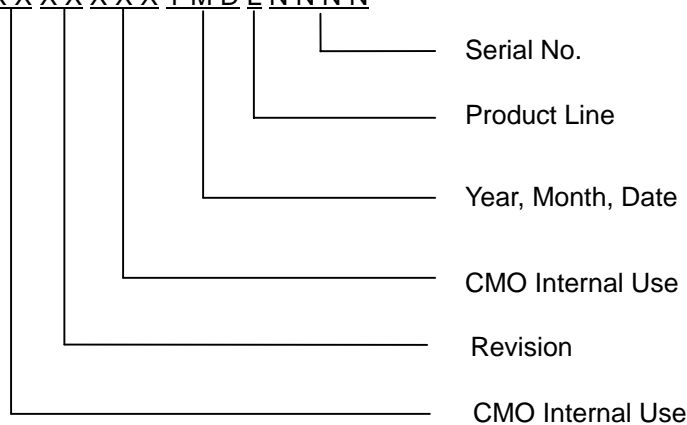 X X X X X X X Y M D L N N N N
Serial No.
Product Line
Year, Month, Date
CMO Internal Use
Revision
CMO Internal Use